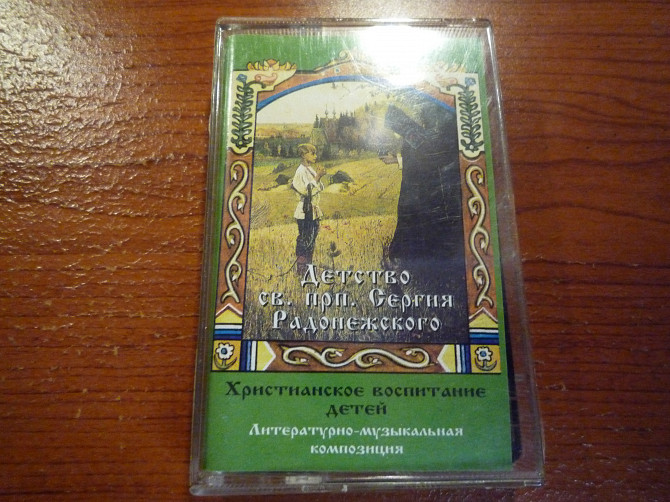 Детство
св. прп. Сергия
Радонежского
Христианское воспитание
детей
Литературно-музыкальная
композиция